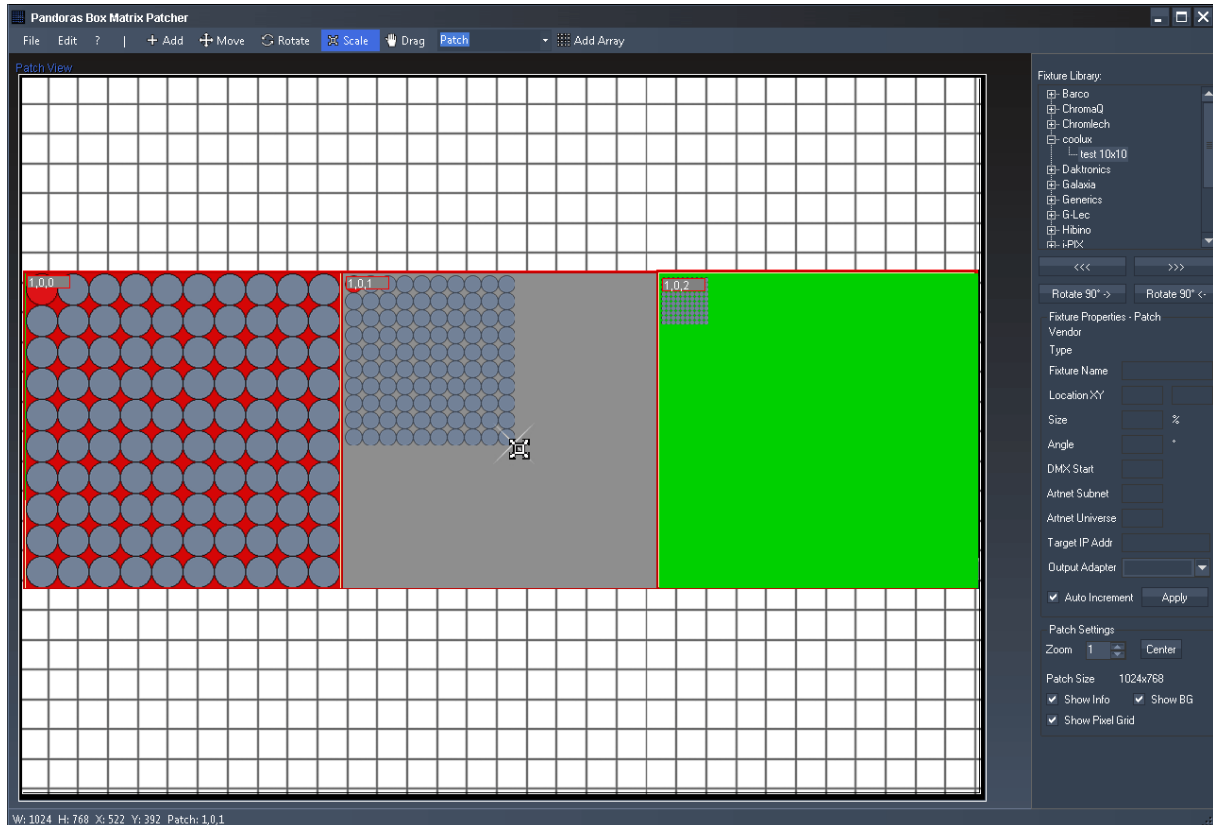 Pandoras Box Matrix Patcher
File Edit ? | + Add Move Rotate Scale Drag Patch Add Array
Patch View
1,0,0
1,0,1
1,0,2
Fixture Library:
Barco
ChromaQ
Chromlech
coolux
test 10x10
Daktronics
Galaxia
Generics
G-Lec
Hibino
i-PIX
<<< >>>
Rotate 90° -> Rotate 90° <-
Fixture Properties - Patch
Vendor
Type
Fixture Name
Location XY
Size %
Angle °
DMX Start
Artnet Subnet
Artnet Universe
Target IP Addr
Output Adapter
Auto Increment Apply
Patch Settings
Zoom 1 Center
Patch Size 1024x768
Show Info Show BG
Show Pixel Grid
W: 1024 H: 768 X: 522 Y: 392 Patch: 1,0,1